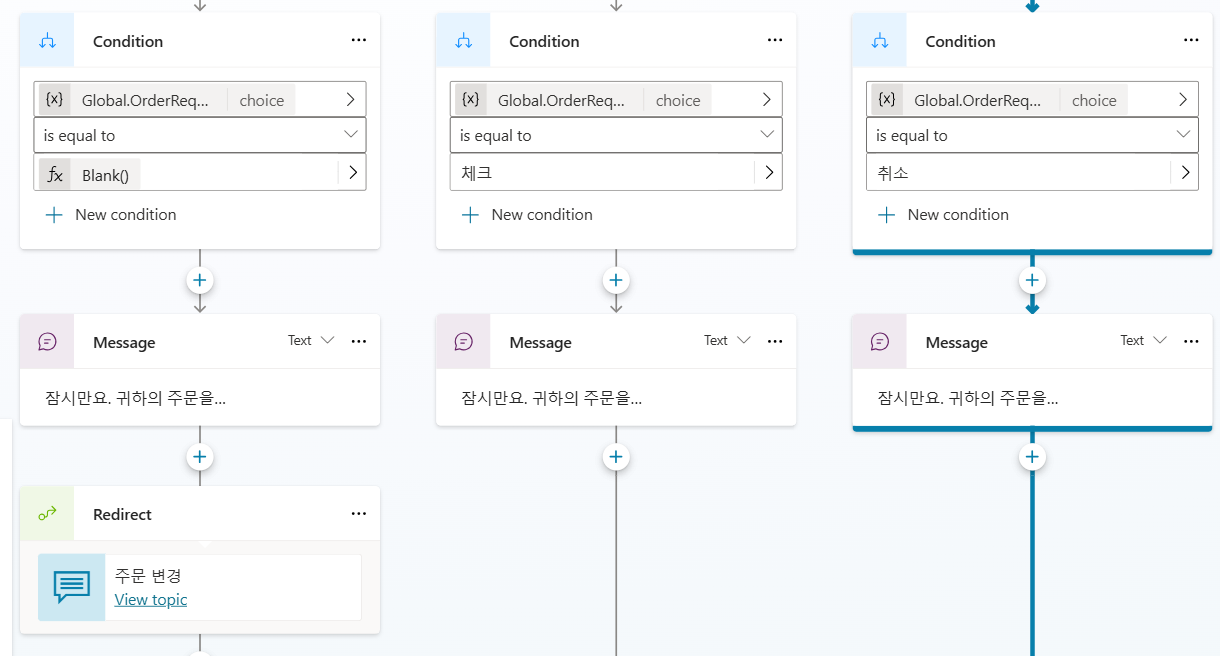 Condition
...
Global.OrderReq... choice
is equal to
fx Blank()
New condition
Message Text ...
잠시만요. 귀하의 주문을...
Redirect ...
주문 변경
View topic
Condition
...
{x} Global.OrderReq... choice
is equal to
체크
New condition
Message Text ...
잠시만요. 귀하의 주문을...
Condition
...
{x} Global.OrderReq... choice
is equal to
취소
New condition
Message Text ...
잠시만요. 귀하의 주문을...